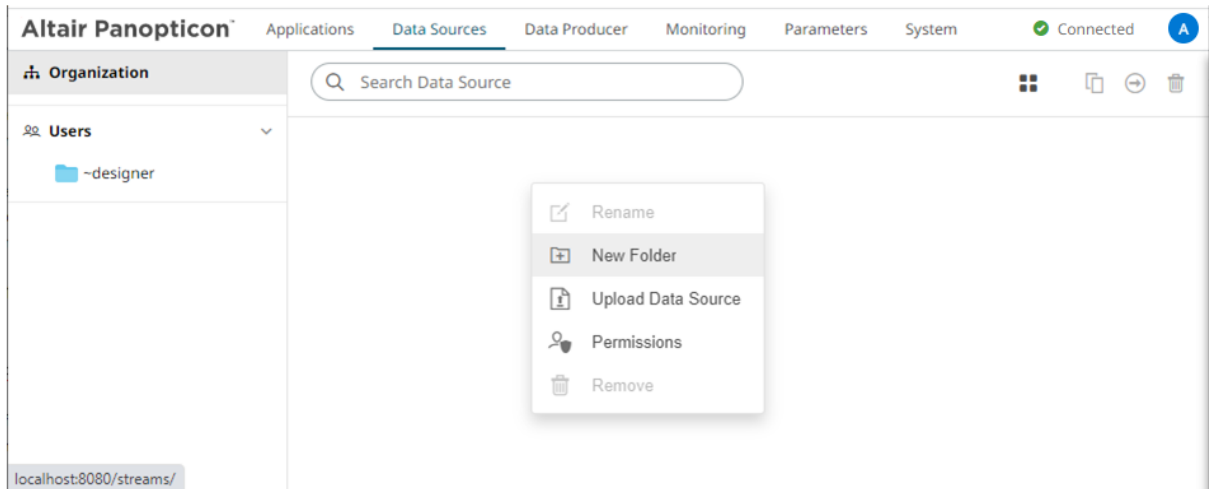 Altair Panopticon™ Applications Data Sources Data Producer Monitoring Parameters System Connected A
Organization
Search Data Source
Users
~designer
Rename
New Folder
Upload Data Source
Permissions
Remove
localhost:8080/streams/